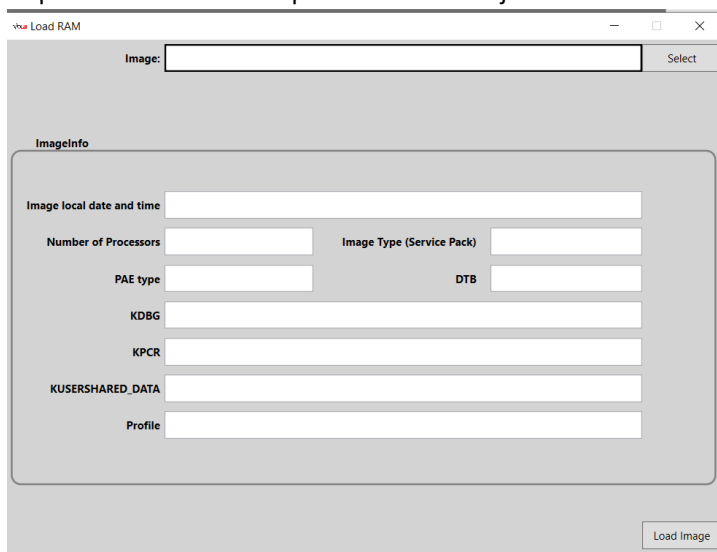 Load RAM
Image:
Select
ImageInfo
Image local date and time
Number of Processors
Image Type (Service Pack)
PAE type
DTB
KDBG
KPCR
KUSERSHARED_DATA
Profile
Load Image